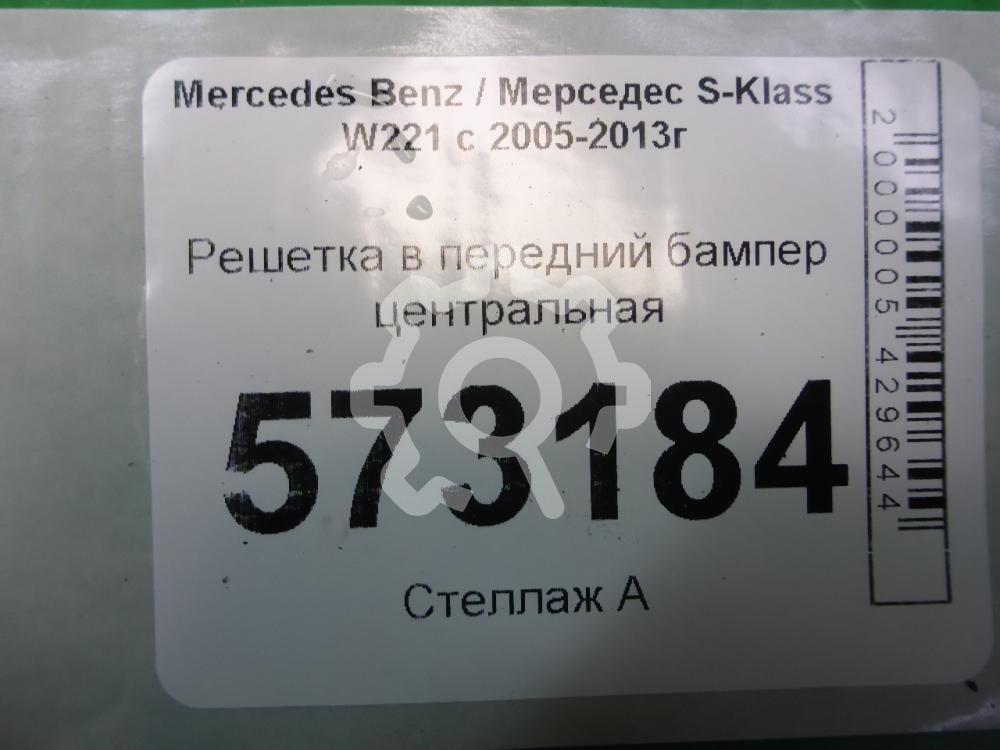 Mercedes Benz / Мерседес S-Klass
W221 с 2005-2013г
Решетка в передний бампер
центральная
573184
Стеллаж А
2000005429644